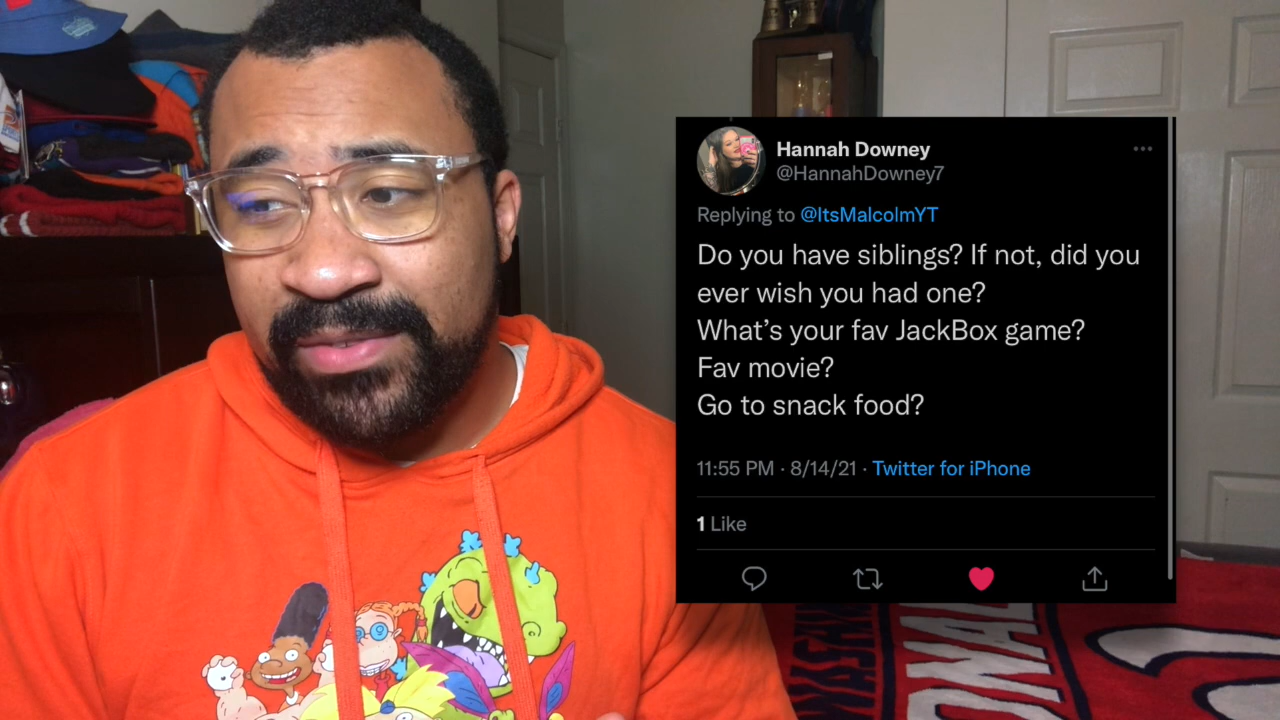 Hannah Downey
@HannahDowney7
Replying to @ItsMalcolmYT
Do you have siblings? If not, did you
ever wish you had one?
What's your fav JackBox game?
Fav movie?
Go to snack food?
11:55 PM · 8/14/21 · Twitter for iPhone
1 Like